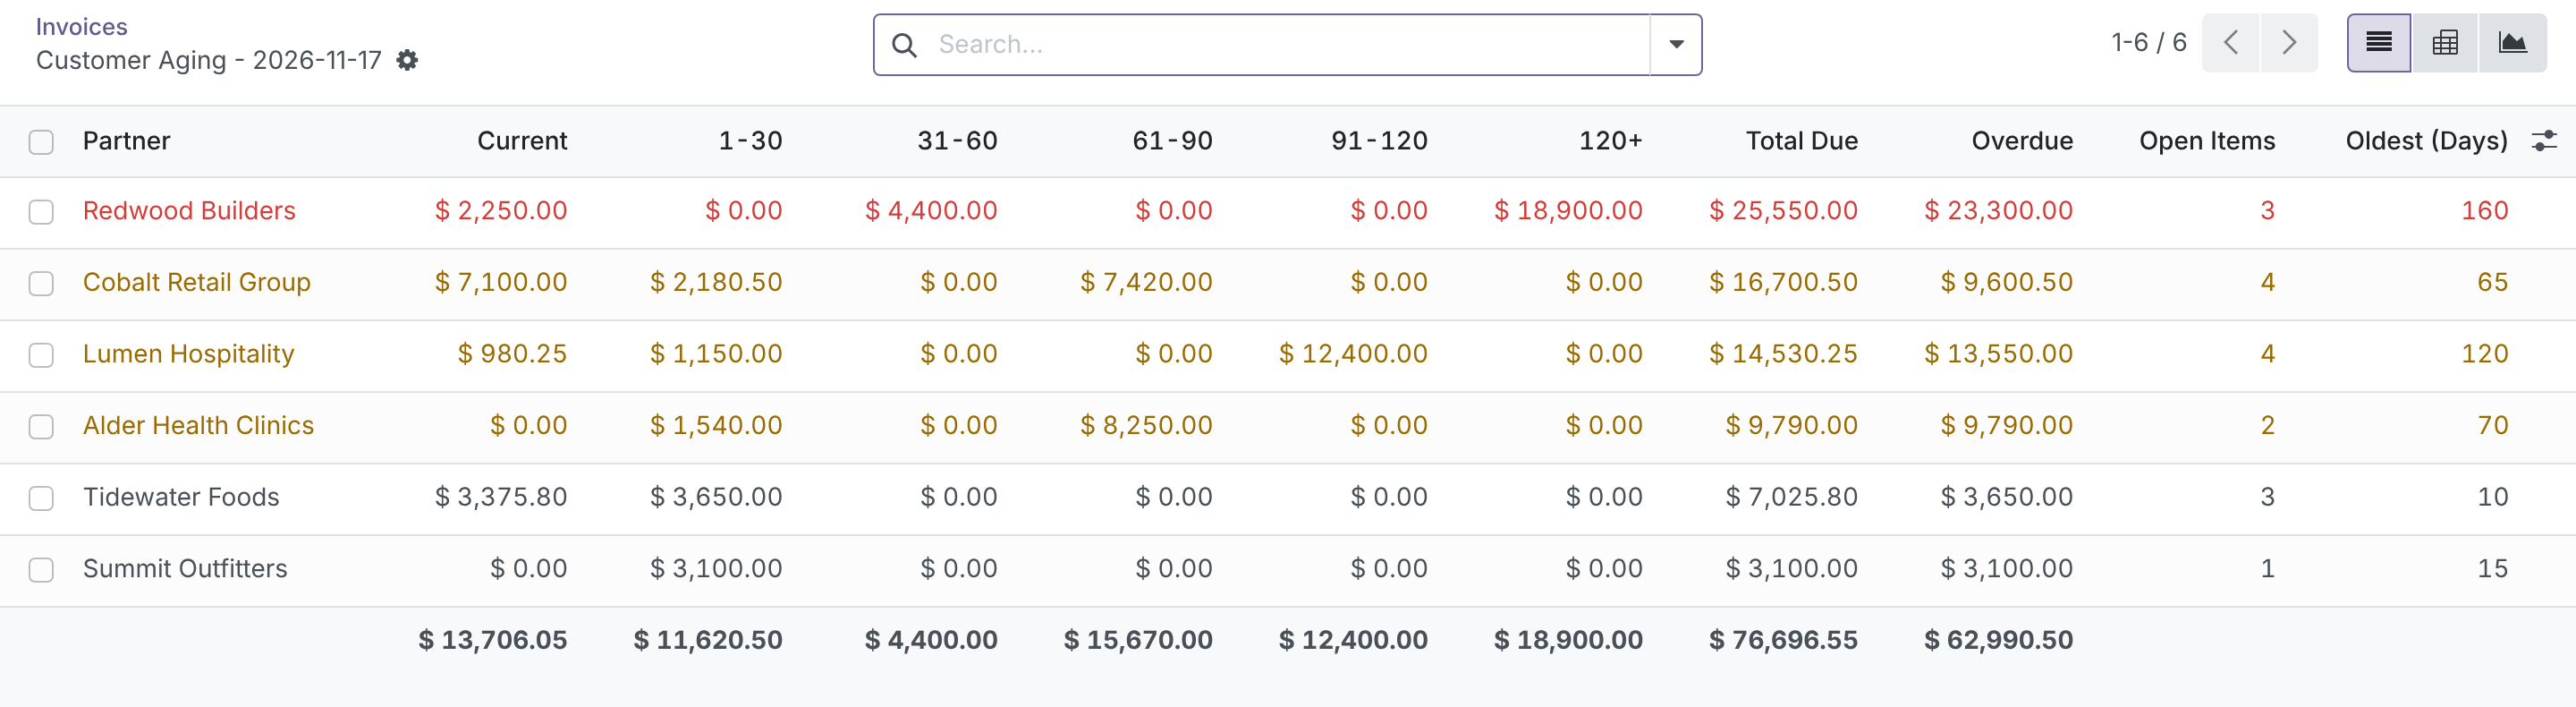 Invoices
Customer Aging - 2026-11-17
Search...
1-6 / 6
Partner Current 1-30 31-60 61-90 91-120 120+ Total Due Overdue Open Items Oldest (Days)
Redwood Builders $ 2,250.00 $ 0.00 $ 4,400.00 $ 0.00 $ 0.00 $ 18,900.00 $ 25,550.00 $ 23,300.00 3 160
Cobalt Retail Group $ 7,100.00 $ 2,180.50 $ 0.00 $ 7,420.00 $ 0.00 $ 0.00 $ 16,700.50 $ 9,600.50 4 65
Lumen Hospitality $ 980.25 $ 1,150.00 $ 0.00 $ 0.00 $ 12,400.00 $ 0.00 $ 14,530.25 $ 13,550.00 4 120
Alder Health Clinics $ 0.00 $ 1,540.00 $ 0.00 $ 8,250.00 $ 0.00 $ 0.00 $ 9,790.00 $ 9,790.00 2 70
Tidewater Foods $ 3,375.80 $ 3,650.00 $ 0.00 $ 0.00 $ 0.00 $ 0.00 $ 7,025.80 $ 3,650.00 3 10
Summit Outfitters $ 0.00 $ 3,100.00 $ 0.00 $ 0.00 $ 0.00 $ 0.00 $ 3,100.00 $ 3,100.00 1 15
$ 13,706.05 $ 11,620.50 $ 4,400.00 $ 15,670.00 $ 12,400.00 $ 18,900.00 $ 76,696.55 $ 62,990.50